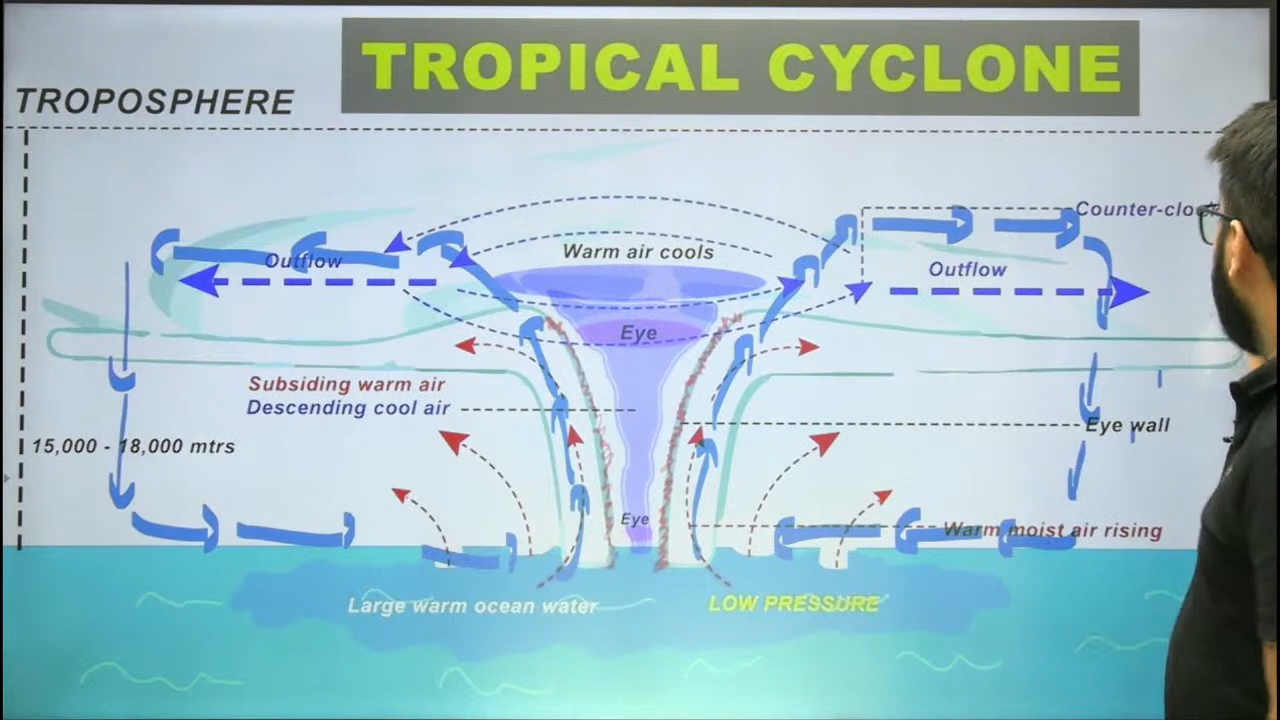 TROPICAL CYCLONE
TROPOSPHERE
Counter-clo
Warm air cools
Outflow
Outflow
Eye
Subsiding warm air
Descending cool air
Eye wall
15,000 - 18,000 mtrs
Eye
Warm moist air rising
Large warm ocean water
LOW PRESSURE